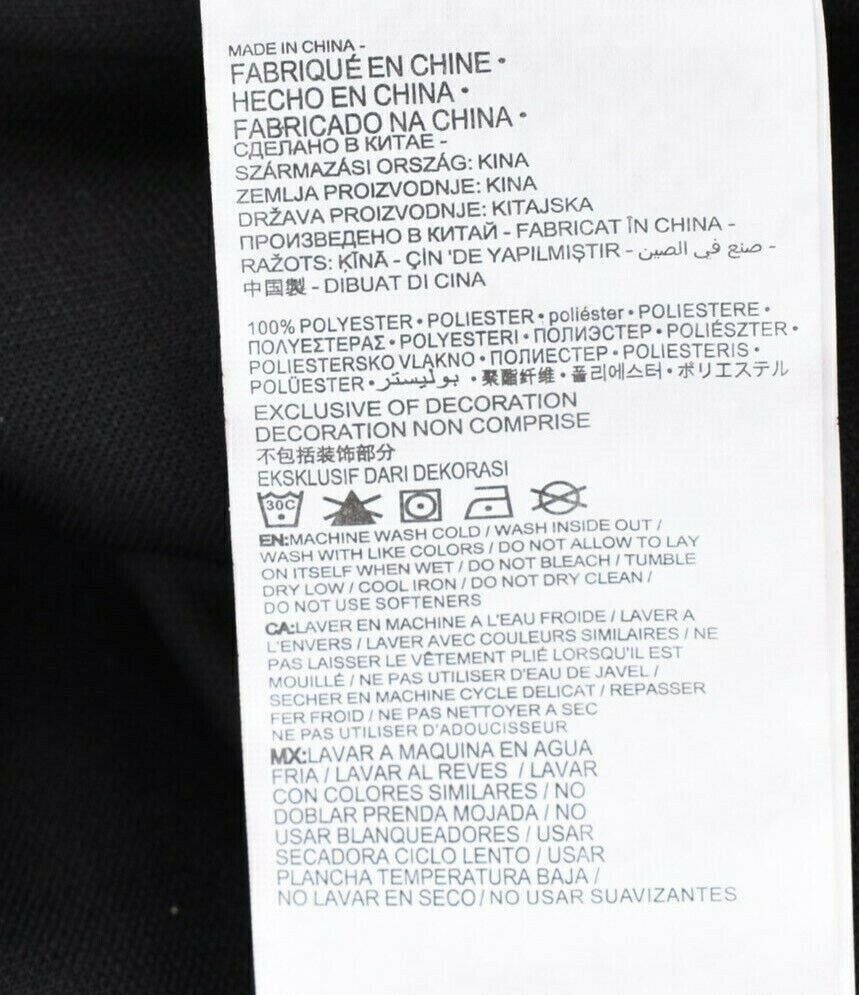 MADE IN CHINA -
FABRIQUÉ EN CHINE •
HECHO EN CHINA •
FABRICADO NA CHINA •
СДЕЛАНО В КИТАЕ -
SZÁRMAZÁSI ORSZÁG: KINA
ZEMLJA PROIZVODNJE: KINA
DRŽAVA PROIZVODNJE: KITAJSKA
ПРОИЗВЕДЕНО В КИТАЙ - FABRICAT ÎN CHINA -
RAŽOTS: ĶĪNĀ - ÇİN 'DE YAPILMIŞTIR - صنع في الصين -
中国製 - DIBUAT DI CINA
100% POLYESTER • POLIESTER • poliéster • POLIESTERE •
ΠΟΛΥΕΣΤΕΡΑΣ • POLYESTERI • ПОЛИЭСТЕР • POLIÉSZTER •
POLIESTERSKO VLAKNO • ПОЛИЕСТЕР • POLIESTERIS •
POLÜESTER • بوليستر • 聚酯纤维 • 폴리에스터 • ポリエステル
EXCLUSIVE OF DECORATION
DECORATION NON COMPRISE
不包括装饰部分
EKSKLUSIF DARI DEKORASI
30C
EN:MACHINE WASH COLD / WASH INSIDE OUT /
WASH WITH LIKE COLORS / DO NOT ALLOW TO LAY
ON ITSELF WHEN WET / DO NOT BLEACH / TUMBLE
DRY LOW / COOL IRON / DO NOT DRY CLEAN /
DO NOT USE SOFTENERS
CA:LAVER EN MACHINE A L'EAU FROIDE / LAVER A
L'ENVERS / LAVER AVEC COULEURS SIMILAIRES / NE
PAS LAISSER LE VÊTEMENT PLIÉ LORSQU'IL EST
MOUILLÉ / NE PAS UTILISER D'EAU DE JAVEL /
SECHER EN MACHINE CYCLE DELICAT / REPASSER
FER FROID / NE PAS NETTOYER A SEC
NE PAS UTILISER D'ADOUCISSEUR
MX:LAVAR A MAQUINA EN AGUA
FRIA / LAVAR AL REVES / LAVAR
CON COLORES SIMILARES / NO
DOBLAR PRENDA MOJADA / NO
USAR BLANQUEADORES / USAR
SECADORA CICLO LENTO / USAR
PLANCHA TEMPERATURA BAJA /
NO LAVAR EN SECO / NO USAR SUAVIZANTES